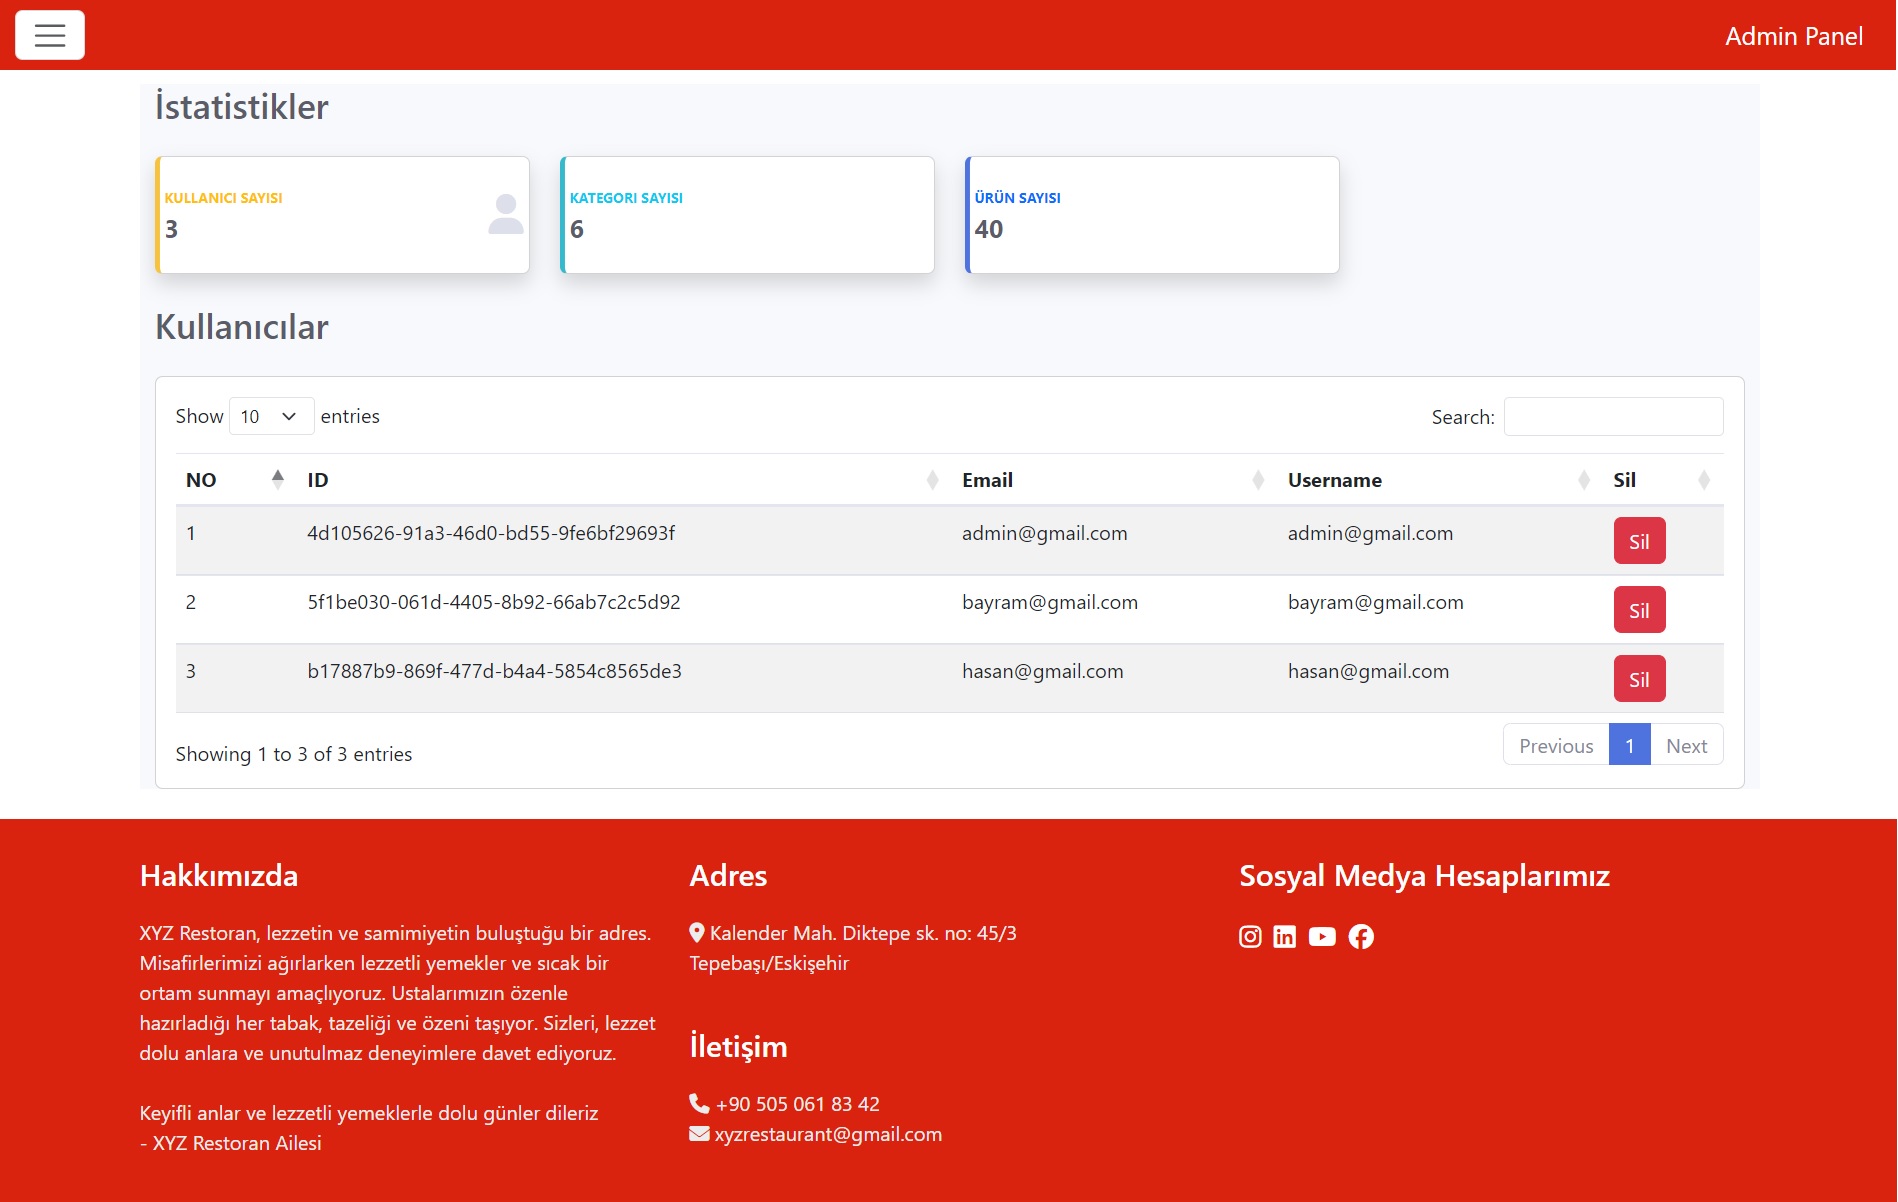 Admin Panel
İstatistikler
KULLANICI SAYISI
3
KATEGORI SAYISI
6
ÜRÜN SAYISI
40
Kullanıcılar
Show 10 entries
Search:
NO ID Email Username Sil
1 4d105626-91a3-46d0-bd55-9fe6bf29693f admin@gmail.com admin@gmail.com Sil
2 5f1be030-061d-4405-8b92-66ab7c2c5d92 bayram@gmail.com bayram@gmail.com Sil
3 b17887b9-869f-477d-b4a4-5854c8565de3 hasan@gmail.com hasan@gmail.com Sil
Showing 1 to 3 of 3 entries
Previous 1 Next
Hakkımızda
XYZ Restoran, lezzetin ve samimiyetin buluştuğu bir adres.
Misafirlerimizi ağırlarken lezzetli yemekler ve sıcak bir
ortam sunmayı amaçlıyoruz. Ustalarımızın özenle
hazırladığı her tabak, tazeliği ve özeni taşıyor. Sizleri, lezzet
dolu anlara ve unutulmaz deneyimlere davet ediyoruz.
Keyifli anlar ve lezzetli yemeklerle dolu günler dileriz
- XYZ Restoran Ailesi
Adres
Kalender Mah. Diktepe sk. no: 45/3
Tepebaşı/Eskişehir
İletişim
+90 505 061 83 42
xyzrestaurant@gmail.com
Sosyal Medya Hesaplarımız